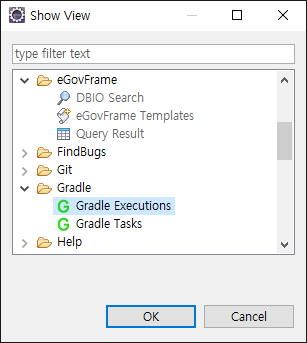 Show View
type filter text
eGovFrame
DBIO Search
eGovFrame Templates
Query Result
FindBugs
Git
Gradle
Gradle Executions
Gradle Tasks
Help
OK
Cancel